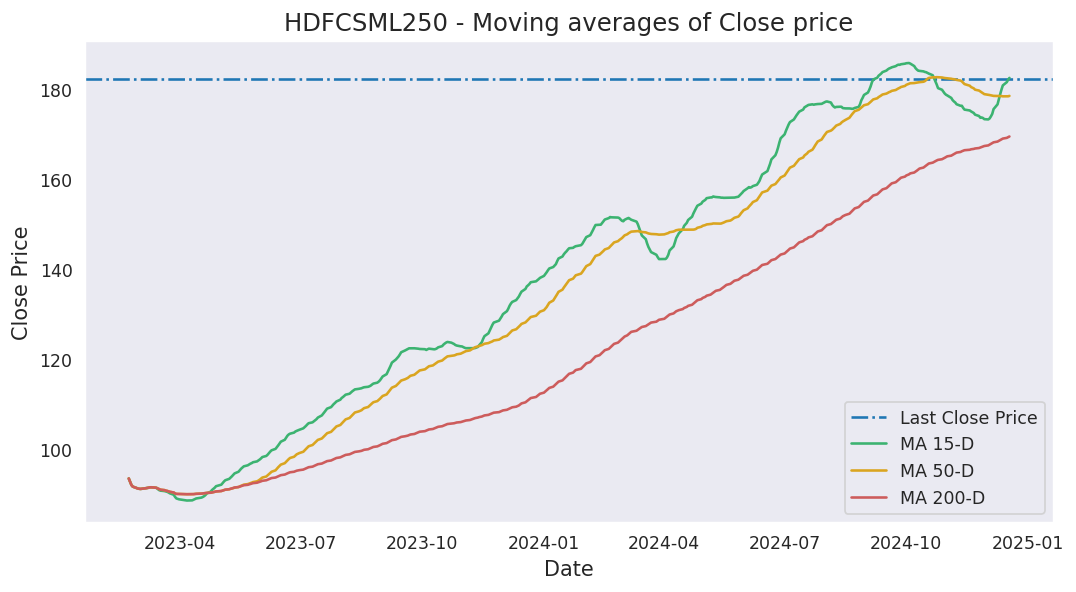 HDFCSML250 - Moving averages of Close price
Close Price
180
160
140
120
100
Last Close Price
MA 15-D
MA 50-D
MA 200-D
2023-04
2023-07
2023-10
2024-01
2024-04
2024-07
2024-10
2025-01
Date